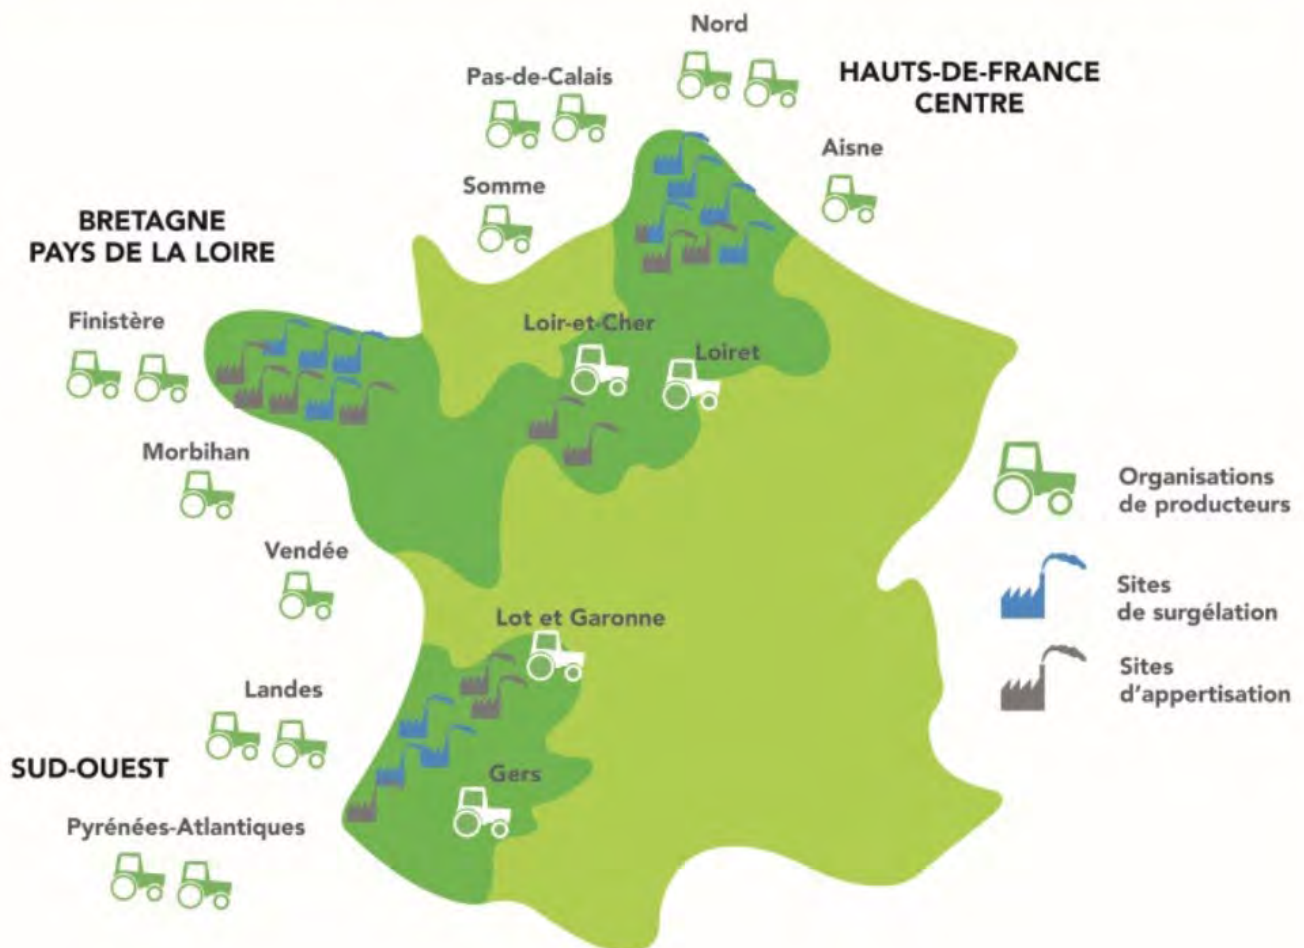 Nord
HAUTS-DE-FRANCE
CENTRE
Pas-de-Calais
Aisne
Somme
BRETAGNE
PAYS DE LA LOIRE
Finistère
Loir-et-Cher
Loiret
Morbihan
Organisations
de producteurs
Vendée
Sites
de surgélation
Lot et Garonne
Sites
d'appertisation
Landes
SUD-OUEST
Gers
Pyrénées-Atlantiques